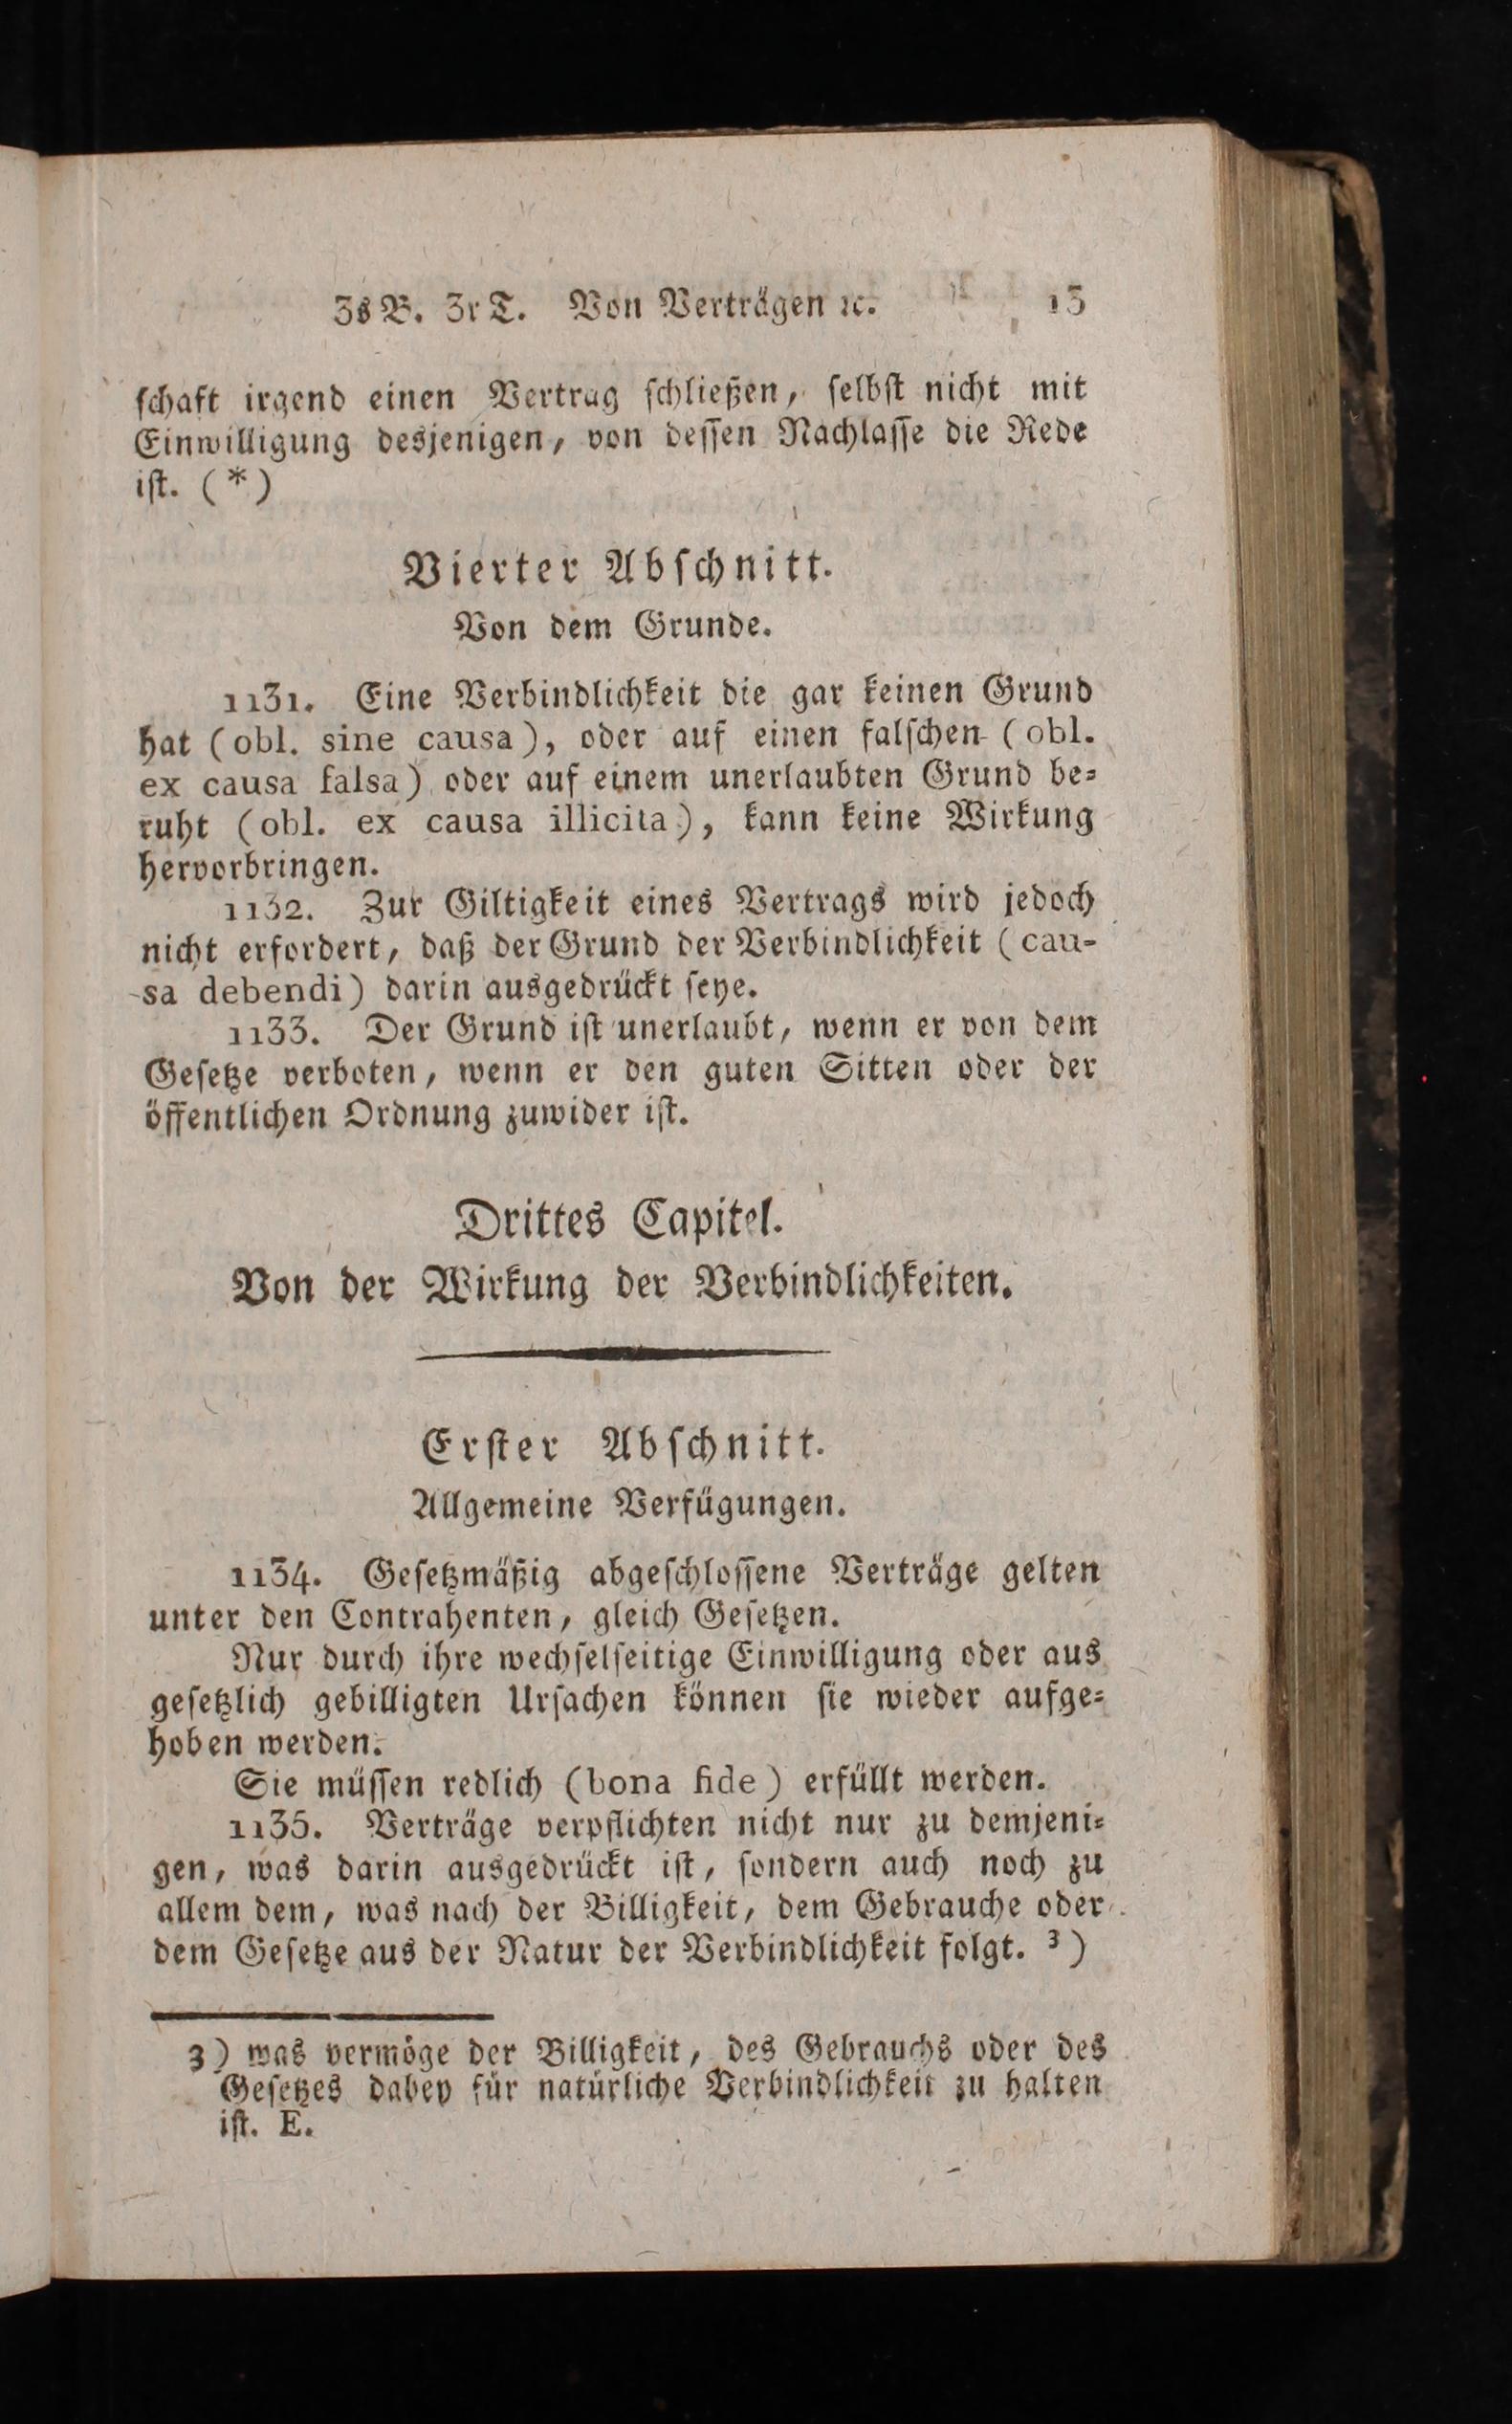 3s B. 3r T. Von Verträgen ꝛc. 15
ſchaft irgend einen Vertrag ſchließen, ſelbſt nicht mit
Einwilligung desjenigen, von deſſen Nachlaſſe die Rede
iſt. (*)
Vierter Abſchnitt.
Von dem Grunde.
1131. Eine Verbindlichkeit die gar keinen Grund
hat (obl. sine causa), oder auf einen falſchen (obl.
ex causa falsa) oder auf einem unerlaubten Grund be⸗
ruht (obl. ex causa illicita), kann keine Wirkung
hervorbringen.
1132. Zur Giltigkeit eines Vertrags wird jedoch
nicht erfordert, daß der Grund der Verbindlichkeit (cau-
sa debendi) darin ausgedrückt ſeye.
1133. Der Grund iſt unerlaubt, wenn er von dem
Geſetze verboten, wenn er den guten Sitten oder der
öffentlichen Ordnung zuwider iſt.
Drittes Capitel.
Von der Wirkung der Verbindlichkeiten.
Erſter Abſchnitt.
Allgemeine Verfügungen.
1134. Geſetzmäßig abgeſchloſſene Verträge gelten
unter den Contrahenten, gleich Geſetzen.
Nur durch ihre wechſelſeitige Einwilligung oder aus
geſetzlich gebilligten Urſachen können ſie wieder aufge⸗
hoben werden.
Sie müſſen redlich (bona fide) erfüllt werden.
1135. Verträge verpflichten nicht nur zu demjeni⸗
gen, was darin ausgedrückt iſt, ſondern auch noch zu
allem dem, was nach der Billigkeit, dem Gebrauche oder
dem Geſetze aus der Natur der Verbindlichkeit folgt. ³)
3) was vermöge der Billigkeit, des Gebrauchs oder des
Geſetzes dabey für natürliche Verbindlichkeit zu halten
iſt. E.